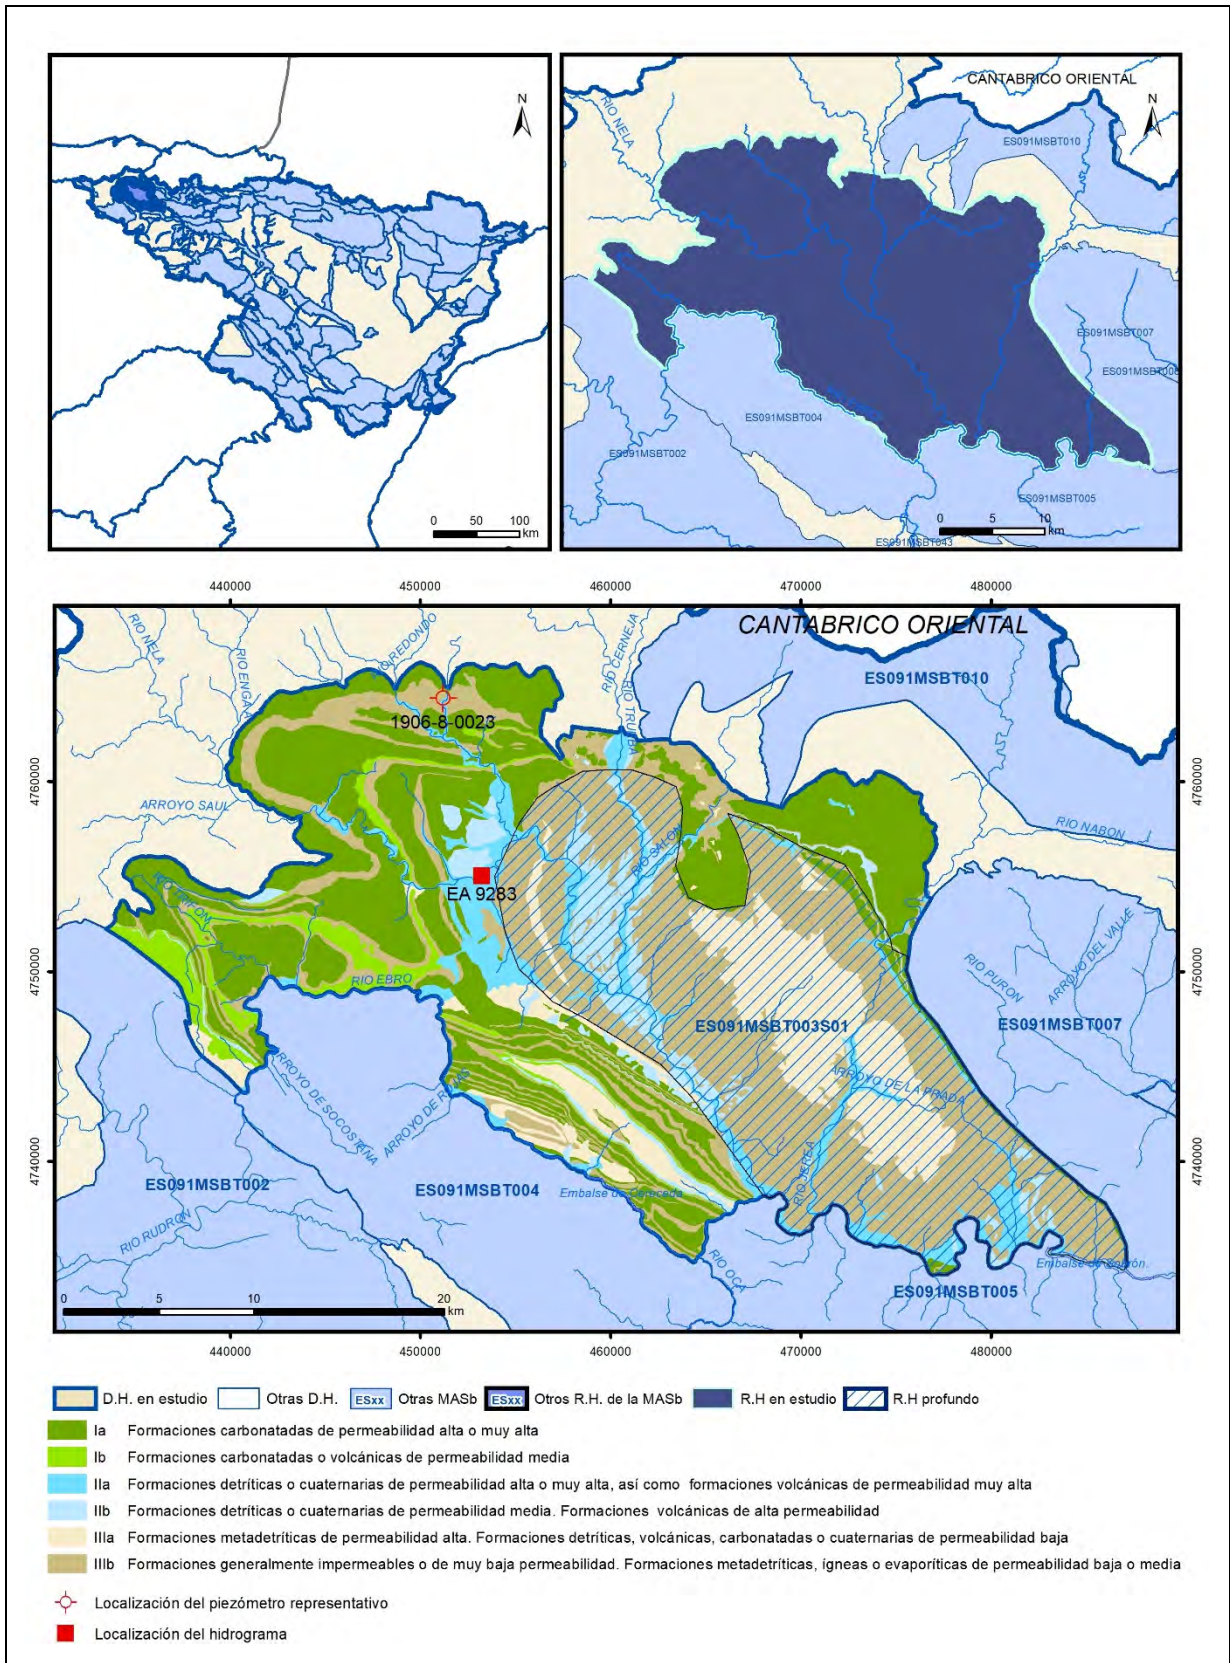 N
0 50 100
km
CANTABRICO ORIENTAL
N
RIO NELA
ES091MSBT010
ES091MSBT007
ES091MSBT004
ES091MSBT002
ES091MSBT005
0 5 10
km
ES091MSBT043
440000 450000 460000 470000 480000
CANTABRICO ORIENTAL
RIO NELA
RIO CERNEJA
RIO TRUEBA
ES091MSBT010
1906-8-0023
4760000
4760000
ARROYO SAUL
RIO NABON
RIO SALON
EA 9283
RIO TRIFON
ARROYO DEL VALLE
RIO PURON
4750000
4750000
RIO EBRO
ES091MSBT003S01
ES091MSBT007
ARROYO DE LA PRADA
ARROYO DE SOCOSTANA
RIO JEREA
4740000
4740000
ES091MSBT002
ES091MSBT004
Embalse de Cereceda
RIO RUDRON
RIO OCA
ES091MSBT005
0 5 10 20
km
440000 450000 460000 470000 480000
D.H. en estudio Otras D.H. ESxx Otras MASb ESxx Otros R.H. de la MASb R.H en estudio R.H profundo
Ia Formaciones carbonatadas de permeabilidad alta o muy alta
Ib Formaciones carbonatadas o volcánicas de permeabilidad media
IIa Formaciones detríticas o cuaternarias de permeabilidad alta o muy alta, así como formaciones volcánicas de permeabilidad muy alta
IIb Formaciones detríticas o cuaternarias de permeabilidad media. Formaciones volcánicas de alta permeabilidad
IIIa Formaciones metadetríticas de permeabilidad alta. Formaciones detríticas, volcánicas, carbonatadas o cuaternarias de permeabilidad baja
IIIb Formaciones generalmente impermeables o de muy baja permeabilidad. Formaciones metadetríticas, ígneas o evaporíticas de permeabilidad baja o media
Localización del piezómetro representativo
Localización del hidrograma